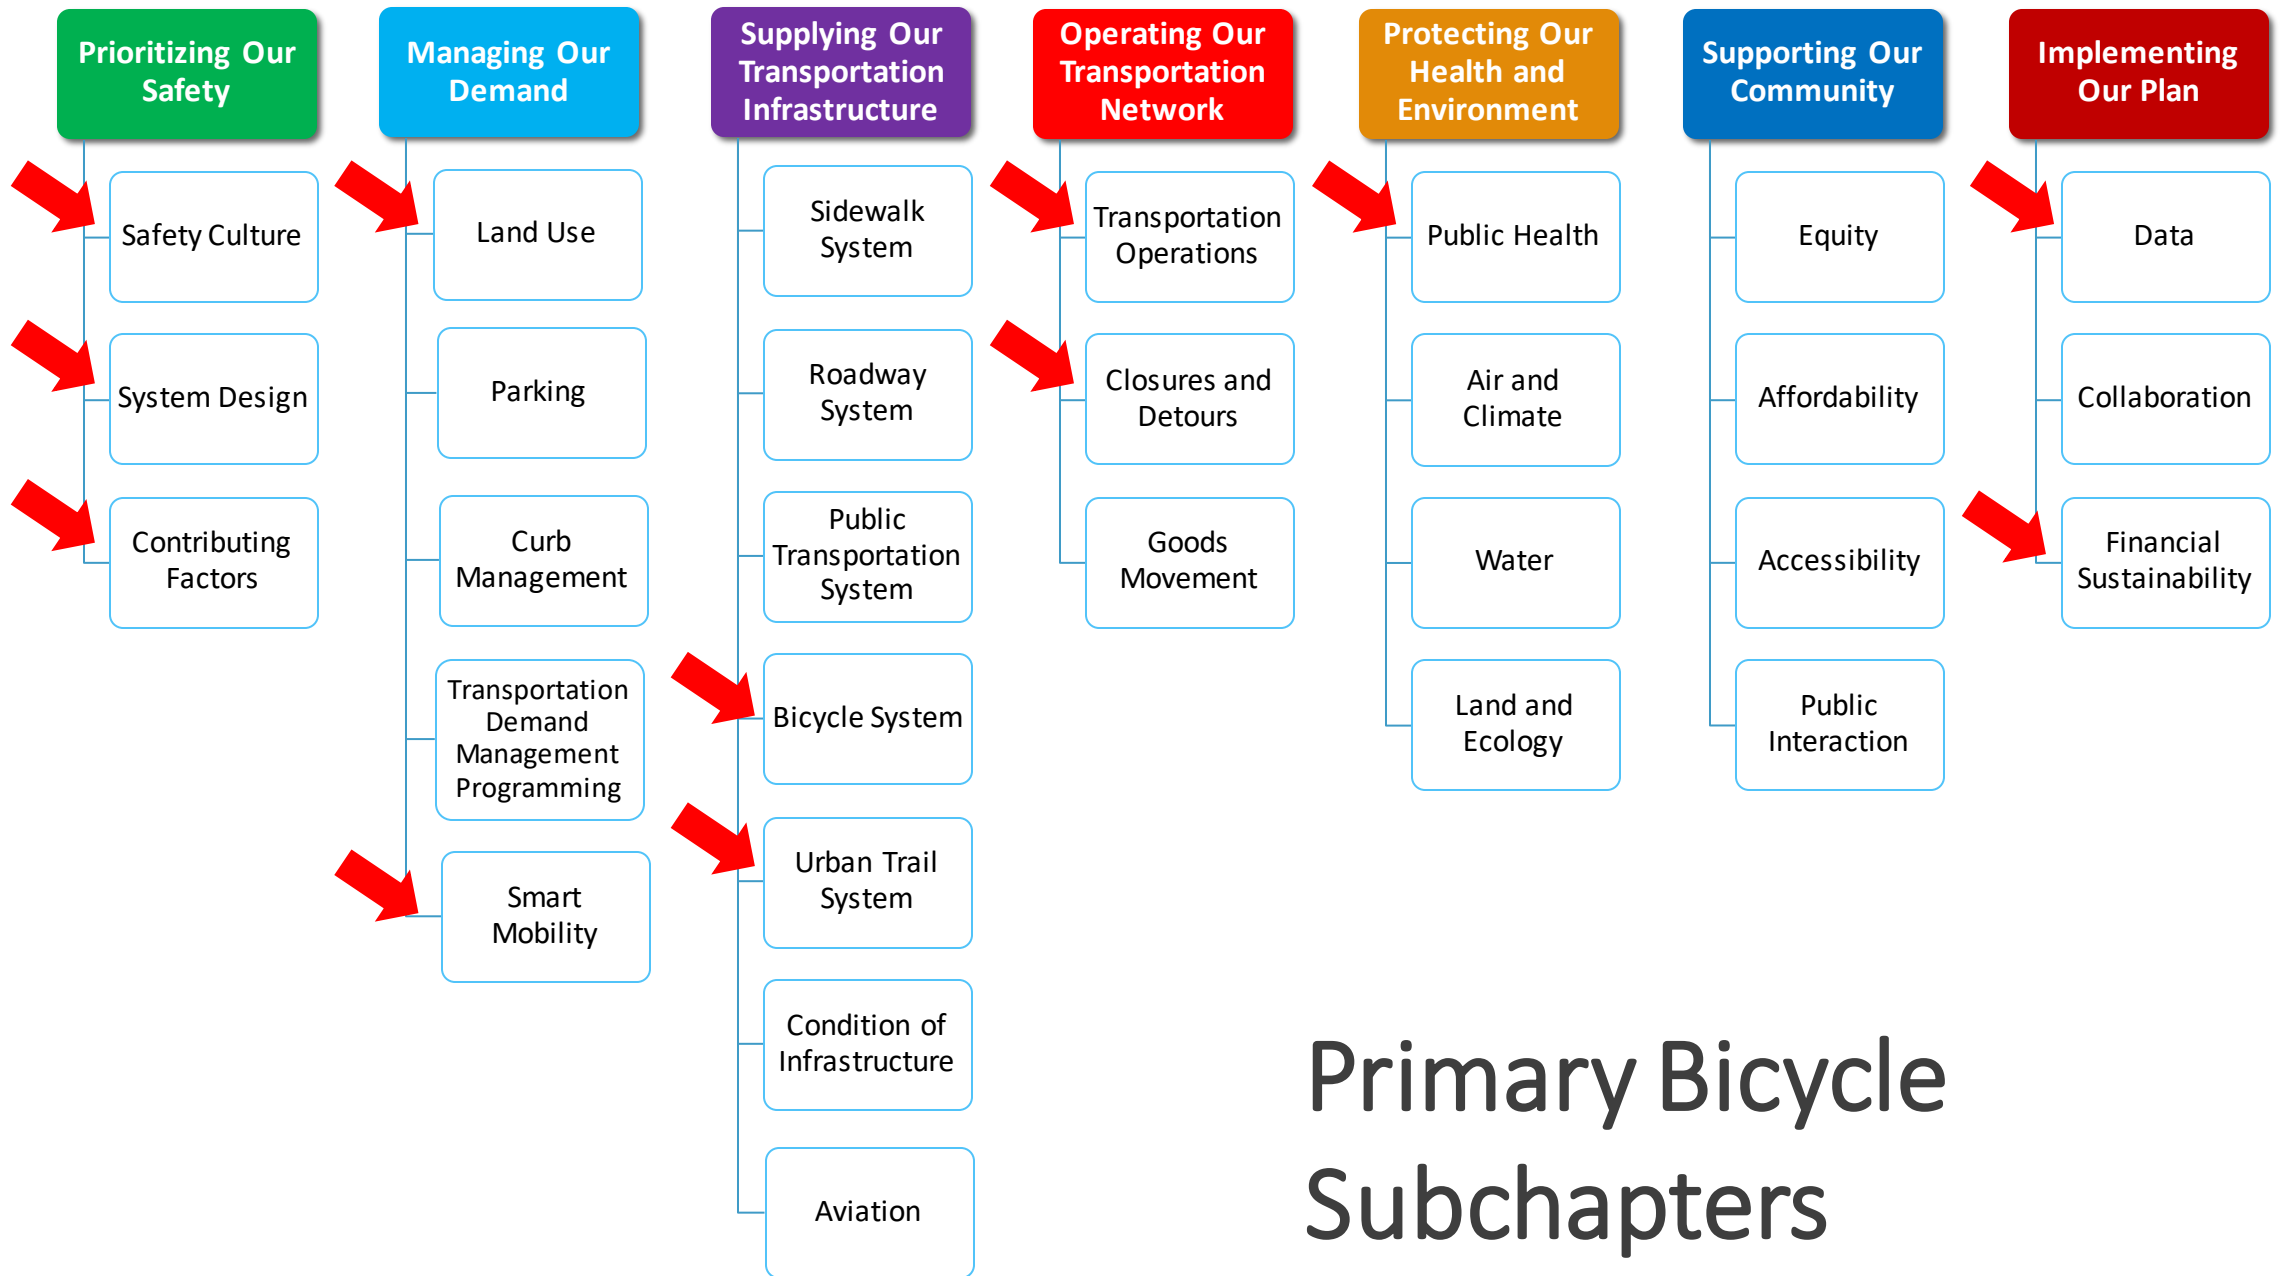 Prioritizing Our
Safety
Safety Culture
System Design
Contributing
Factors
Managing Our
Demand
Land Use
Parking
Curb
Management
Transportation
Demand
Management
Programming
Smart
Mobility
Supplying Our
Transportation
Infrastructure
Sidewalk
System
Roadway
System
Public
Transportation
System
Bicycle System
Urban Trail
System
Condition of
Infrastructure
Aviation
Operating Our
Transportation
Network
Transportation
Operations
Closures and
Detours
Goods
Movement
Protecting Our
Health and
Environment
Public Health
Air and
Climate
Water
Land and
Ecology
Supporting Our
Community
Equity
Affordability
Accessibility
Public
Interaction
Implementing
Our Plan
Data
Collaboration
Financial
Sustainability
Primary Bicycle
Subchapters